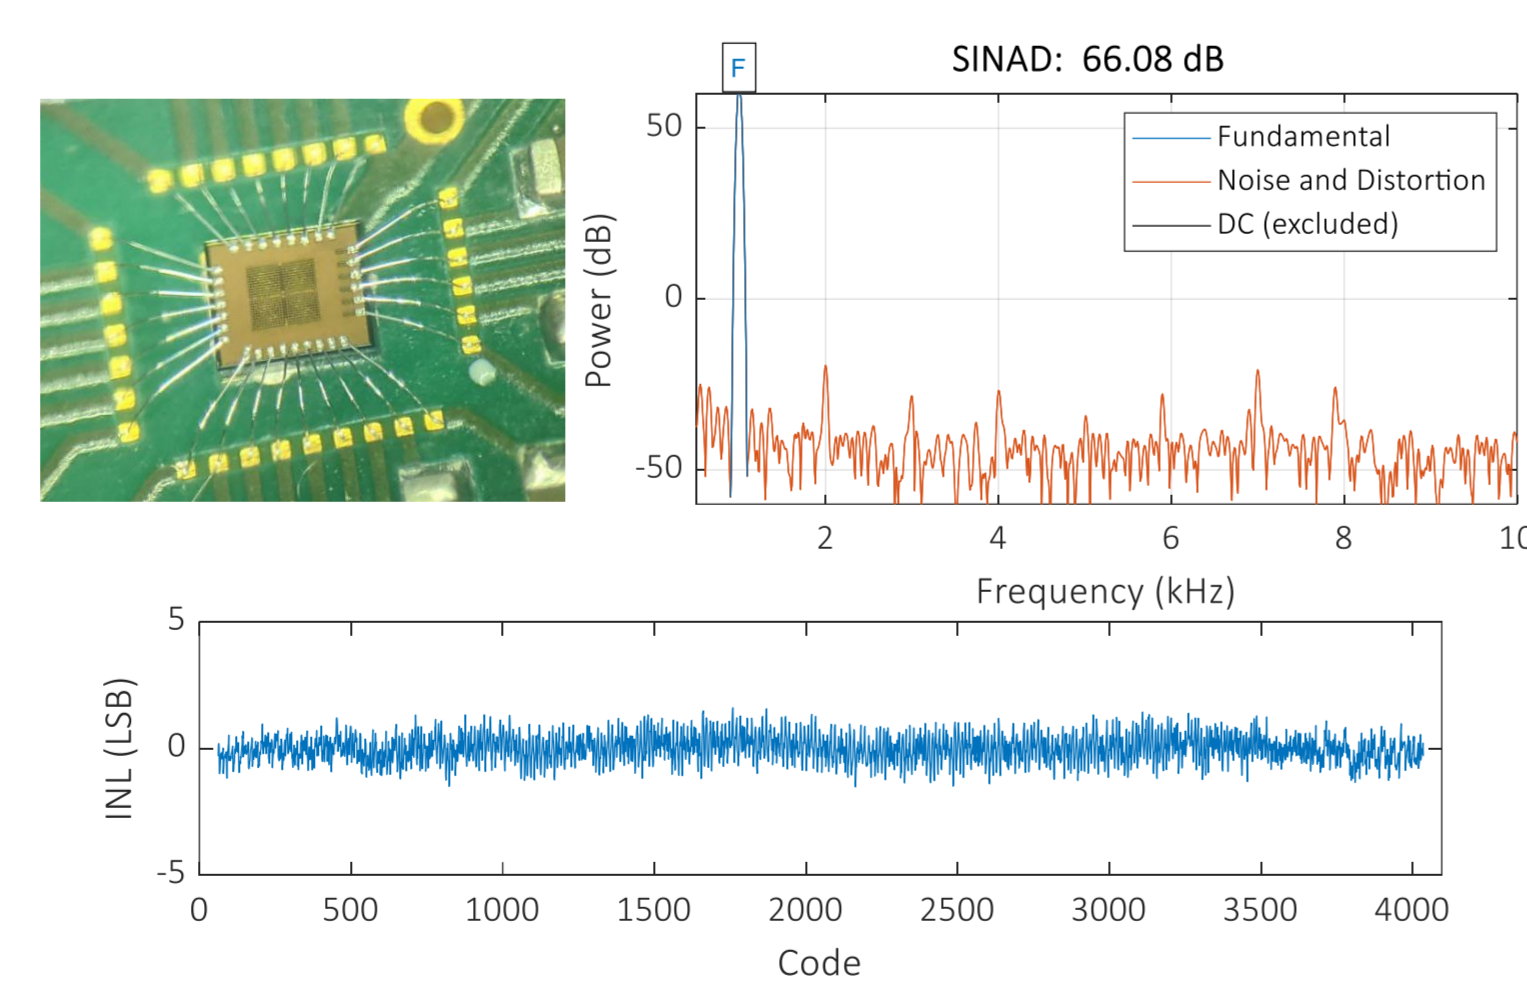 SINAD: 66.08 dB
F
50
0
-50
Power (dB)
Fundamental
Noise and Distortion
DC (excluded)
2
4
6
8
10
Frequency (kHz)
5
0
-5
INL (LSB)
0
500
1000
1500
2000
2500
3000
3500
4000
Code